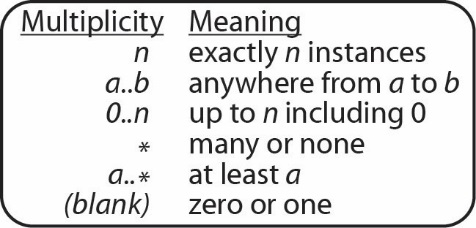 Multiplicity Meaning
n exactly n instances
a..b anywhere from a to b
0..n up to n including 0
* many or none
a..* at least a
(blank) zero or one